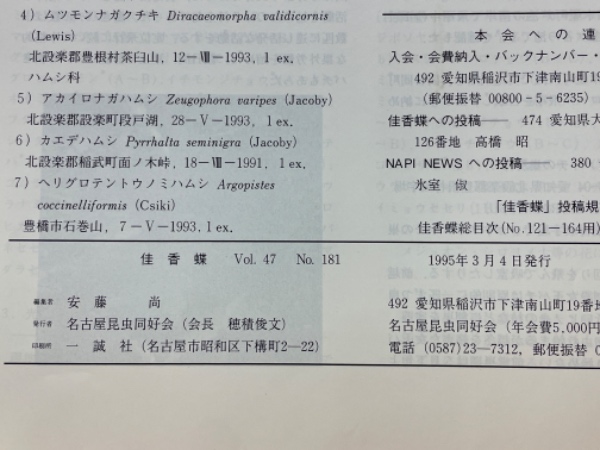 4）ムツモンナガクチキ Diracaeomorpha validicornis
(Lewis)
北設楽郡豊根村茶臼山，12－Ⅷ－1993, 1 ex.
ハムシ科
5）アカイロナガハムシ Zeugophora varipes (Jacoby)
北設楽郡設楽町段戸湖，28－Ⅴ－1993, 1 ex.
6）カエデハムシ Pyrrhalta seminigra (Jacoby)
北設楽郡稲武町面ノ木峠，18－Ⅷ－1991, 1 ex,
7）ヘリグロテントウノミハムシ Argopistes
coccinelliformis (Csiki)
豊橋市石巻山，7－Ⅴ－1993, 1 ex.
本会への連
入会・会費納入・バックナンバー・
492 愛知県稲沢市下津南山町19
(郵便振替 00800－5－6235)
佳香蝶への投稿── 474 愛知県大
126番地 高橋 昭
NAPI NEWS への投稿── 380
氷室 俶
「佳香蝶」投稿規
佳香蝶総目次(No.121－164用)
佳香蝶 Vol. 47 No. 181
編集者 安藤 尚
発行者 名古屋昆虫同好会（会長 穂積俊文）
印刷所 一誠社（名古屋市昭和区下構町2―22）
1995年3月4日発行
492 愛知県稲沢市下津南山町19番地
名古屋昆虫同好会（年会費5,000円
電話 (0587)23－7312, 郵便振替 0